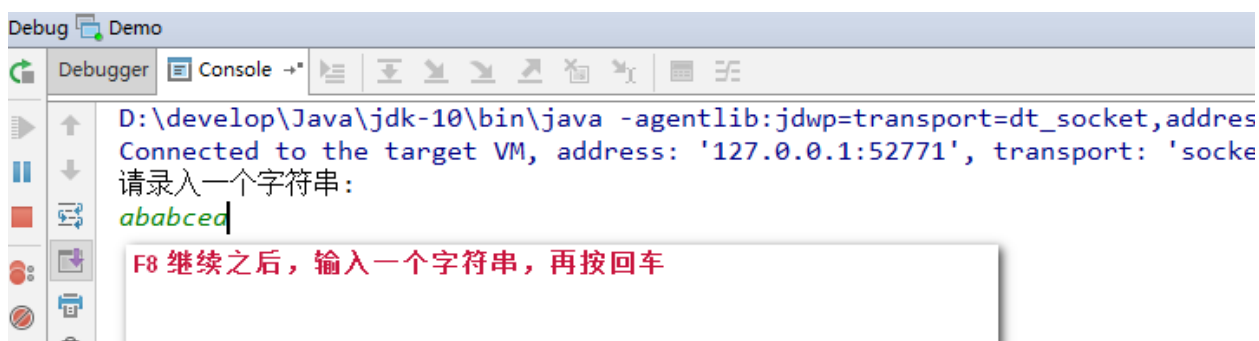 Debug Demo
Debugger Console
D:\develop\Java\jdk-10\bin\java -agentlib:jdwp=transport=dt_socket,addres
Connected to the target VM, address: '127.0.0.1:52771', transport: 'socke
请录入一个字符串:
ababcea
F8 继续之后，输入一个字符串，再按回车